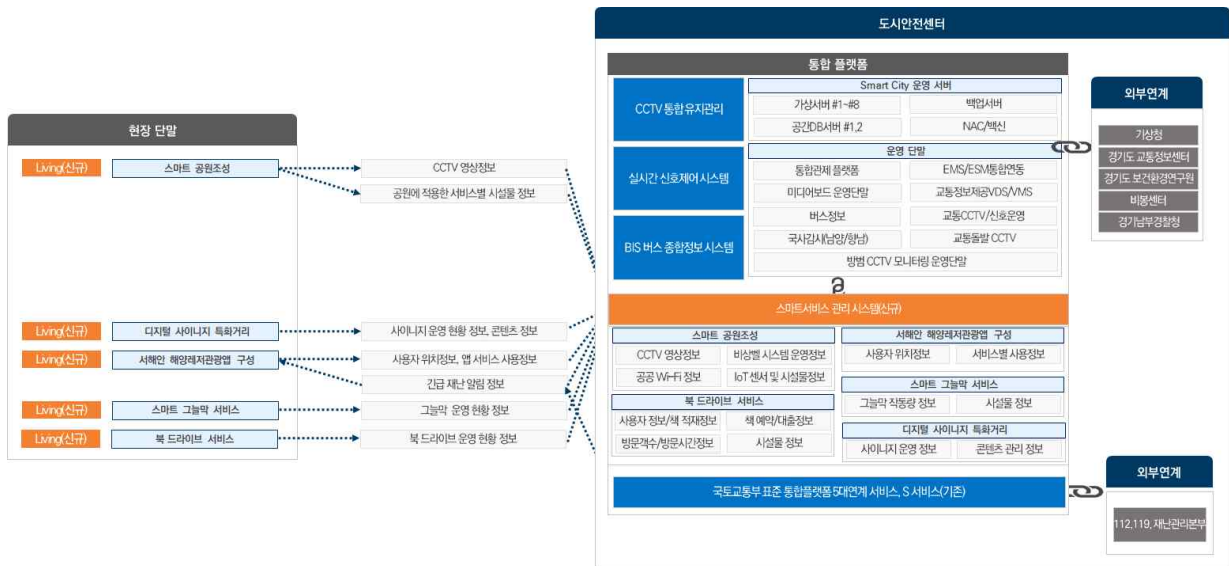 도시안전센터
통합 플랫폼
CCTV 통합 유지관리
실시간 신호제어 시스템
BIS 버스 종합정보 시스템
Smart City 운영 서버
가상서버 #1~#8
백업서버
공간DB서버 #1,2
NAC/백신
운영 단말
통합관제 플랫폼
EMS/ESM통합연동
미디어보드 운영단말
교통정보제공VDS/VMS
버스정보
교통CCTV/신호운영
국사감시(남양/향남)
교통돌발 CCTV
방범 CCTV 모니터링 운영단말
외부연계
기상청
경기도 교통정보센터
경기도 보건환경연구원
비봉센터
경기남부경찰청
현장 단말
Living(신규)
스마트 공원조성
CCTV 영상정보
공원에 적용한 서비스별 시설물 정보
Living(신규)
디지털 사이니지 특화거리
사이니지 운영 현황 정보, 콘텐츠 정보
Living(신규)
서해안 해양레저관광앱 구성
사용자 위치정보, 앱 서비스 사용정보
긴급 재난 알림 정보
Living(신규)
스마트 그늘막 서비스
그늘막 운영 현황 정보
Living(신규)
북 드라이브 서비스
북 드라이브 운영 현황 정보
스마트서비스 관리 시스템(신규)
스마트 공원조성
CCTV 영상정보
비상벨 시스템 운영정보
공공 Wi-Fi 정보
IoT 센서 및 시설물정보
북 드라이브 서비스
사용자 정보/책 적재정보
책 예약/대출정보
방문객수/방문시간정보
시설물 정보
서해안 해양레저관광앱 구성
사용자 위치정보
서비스별 사용정보
스마트 그늘막 서비스
그늘막 작동량 정보
시설물 정보
디지털 사이니지 특화거리
사이니지 운영 정보
콘텐츠 관리 정보
국토교통부 표준 통합플랫폼 5대연계 서비스, S 서비스(기존)
외부연계
112, 119, 재난관리본부